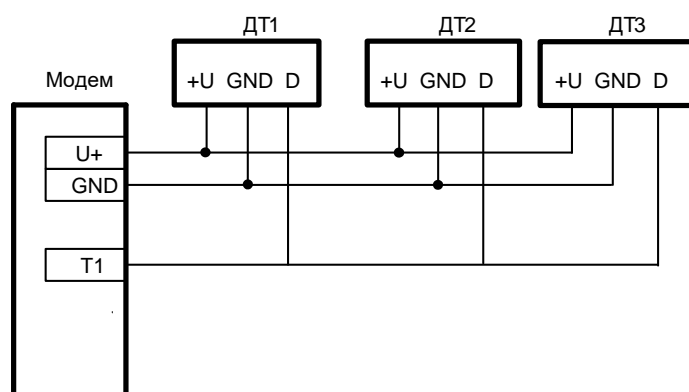 ДТ1 ДТ2 ДТ3
Модем +U GND D +U GND D +U GND D
U+
GND
T1